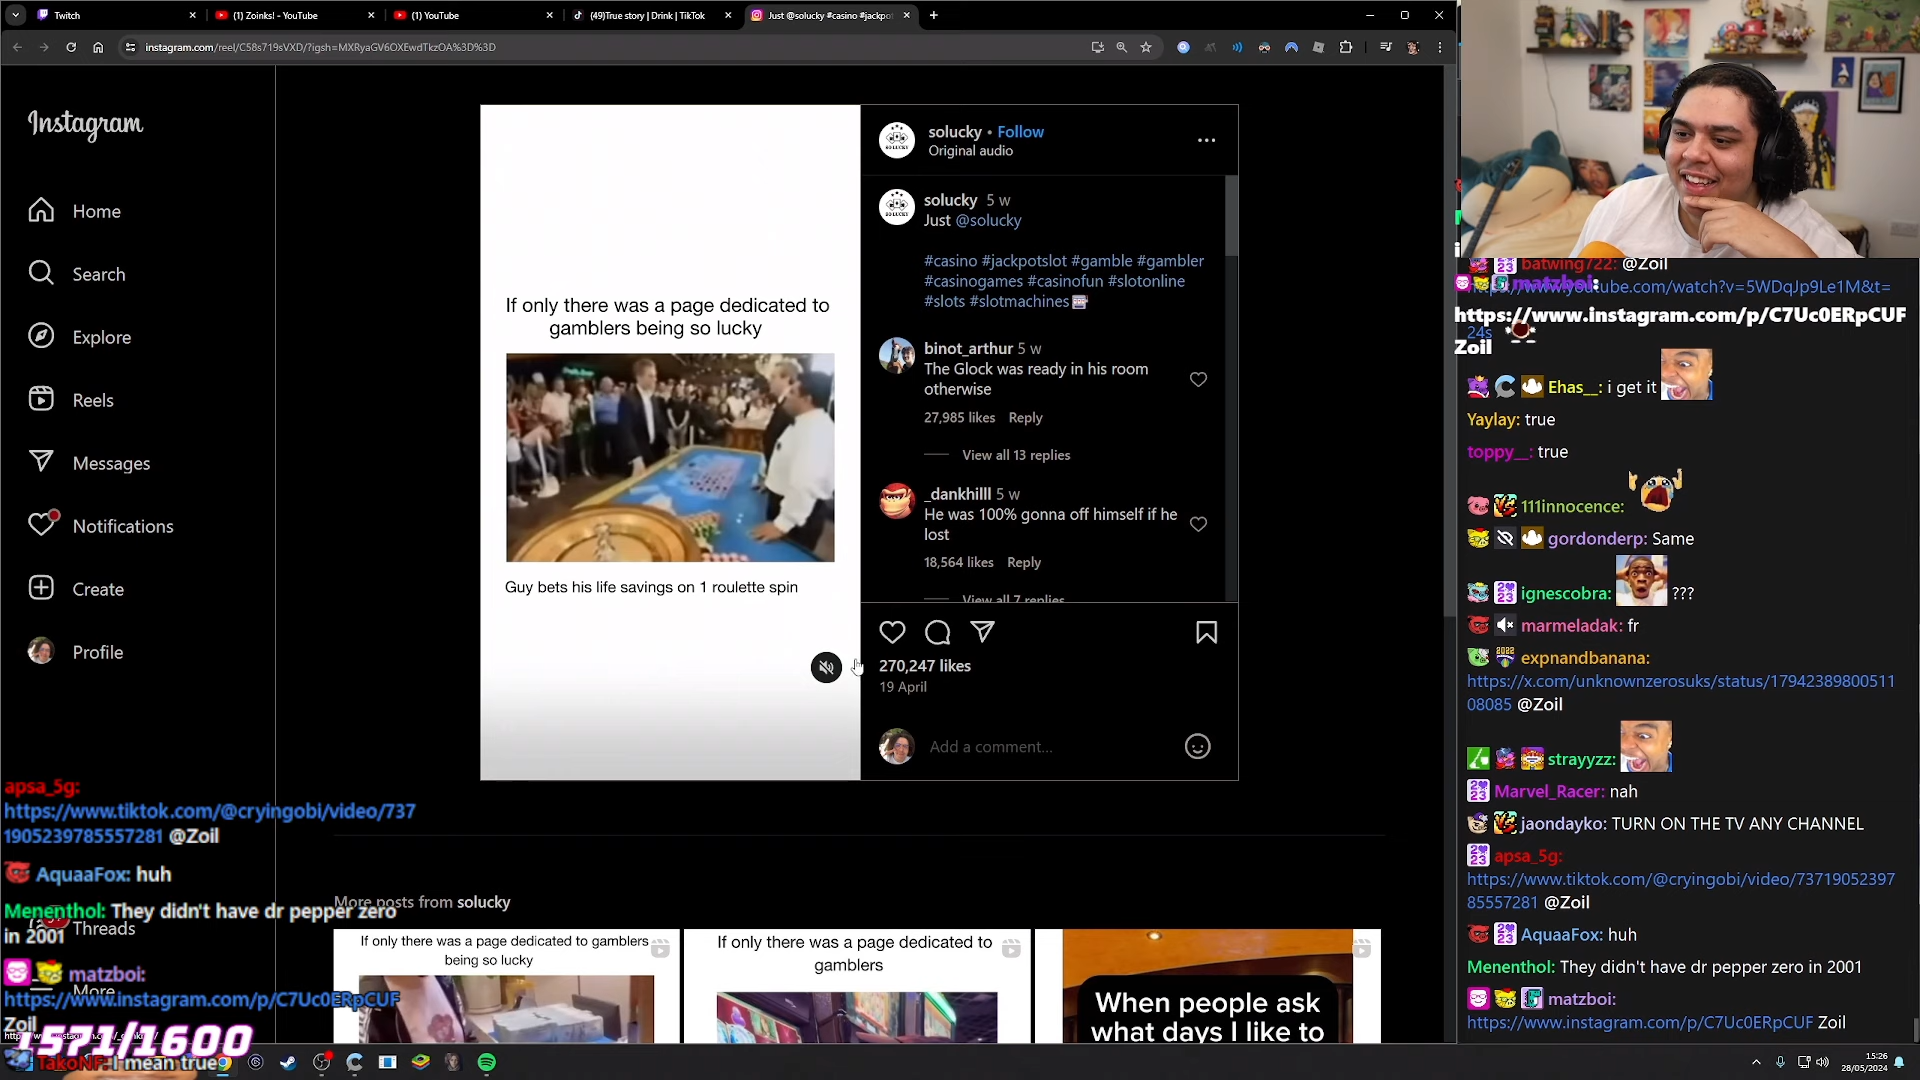 Twitch
(1) Zoinks! - YouTube
(1) YouTube
(49)True story | Drink | TikTok
Just @solucky #casino #jackpo
instagram.com/reel/C58s719sVXD/?igsh=MXRyaGV6OXEwdTkzOA%3D%3D
Instagram
Home
Search
Explore
Reels
Messages
Notifications
Create
Profile
Threads
More
If only there was a page dedicated to
gamblers being so lucky
Guy bets his life savings on 1 roulette spin
solucky • Follow
Original audio
solucky 5 w
Just @solucky
#casino #jackpotslot #gamble #gambler
#casinogames #casinofun #slotonline
#slots #slotmachines
binot_arthur 5 w
The Glock was ready in his room
otherwise
27,985 likes Reply
View all 13 replies
_dankhilll 5 w
He was 100% gonna off himself if he
lost
18,564 likes Reply
View all 7 replies
270,247 likes
19 April
Add a comment...
More posts from solucky
If only there was a page dedicated to gamblers
being so lucky
If only there was a page dedicated to
gamblers
When people ask
what days I like to
apsa_5g:
https://www.tiktok.com/@cryingobi/video/737
1905239785557281 @Zoil
AquaaFox: huh
Menenthol: They didn't have dr pepper zero
in 2001
matzboi:
https://www.instagram.com/p/C7Uc0ERpCUF
Zoil
1571/1600
TakoNF: I mean true
batwing722: @Zoil
https://www.youtube.com/watch?v=5WDqJp9Le1M&t=
24s
matzboi:
https://www.instagram.com/p/C7Uc0ERpCUF
Zoil
Ehas__: i get it
Yaylay: true
toppy__: true
111innocence:
gordonderp: Same
ignescobra: ???
marmeladak: fr
expnandbanana:
https://x.com/unknownzerosuks/status/17942389800511
08085 @Zoil
strayyzz:
Marvel_Racer: nah
jaondayko: TURN ON THE TV ANY CHANNEL
apsa_5g:
https://www.tiktok.com/@cryingobi/video/73719052397
85557281 @Zoil
AquaaFox: huh
Menenthol: They didn't have dr pepper zero in 2001
matzboi:
https://www.instagram.com/p/C7Uc0ERpCUF Zoil
15:26
28/05/2024